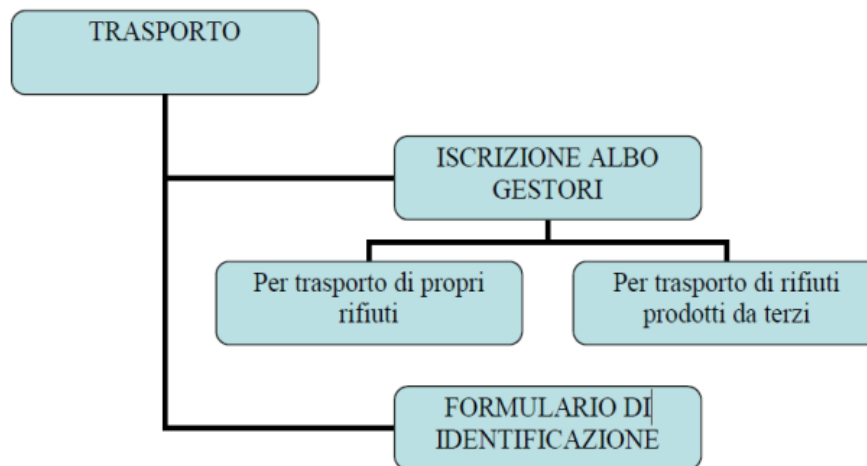 TRASPORTO
ISCRIZIONE ALBO
GESTORI
Per trasporto di propri
rifiuti
Per trasporto di rifiuti
prodotti da terzi
FORMULARIO DI
IDENTIFICAZIONE